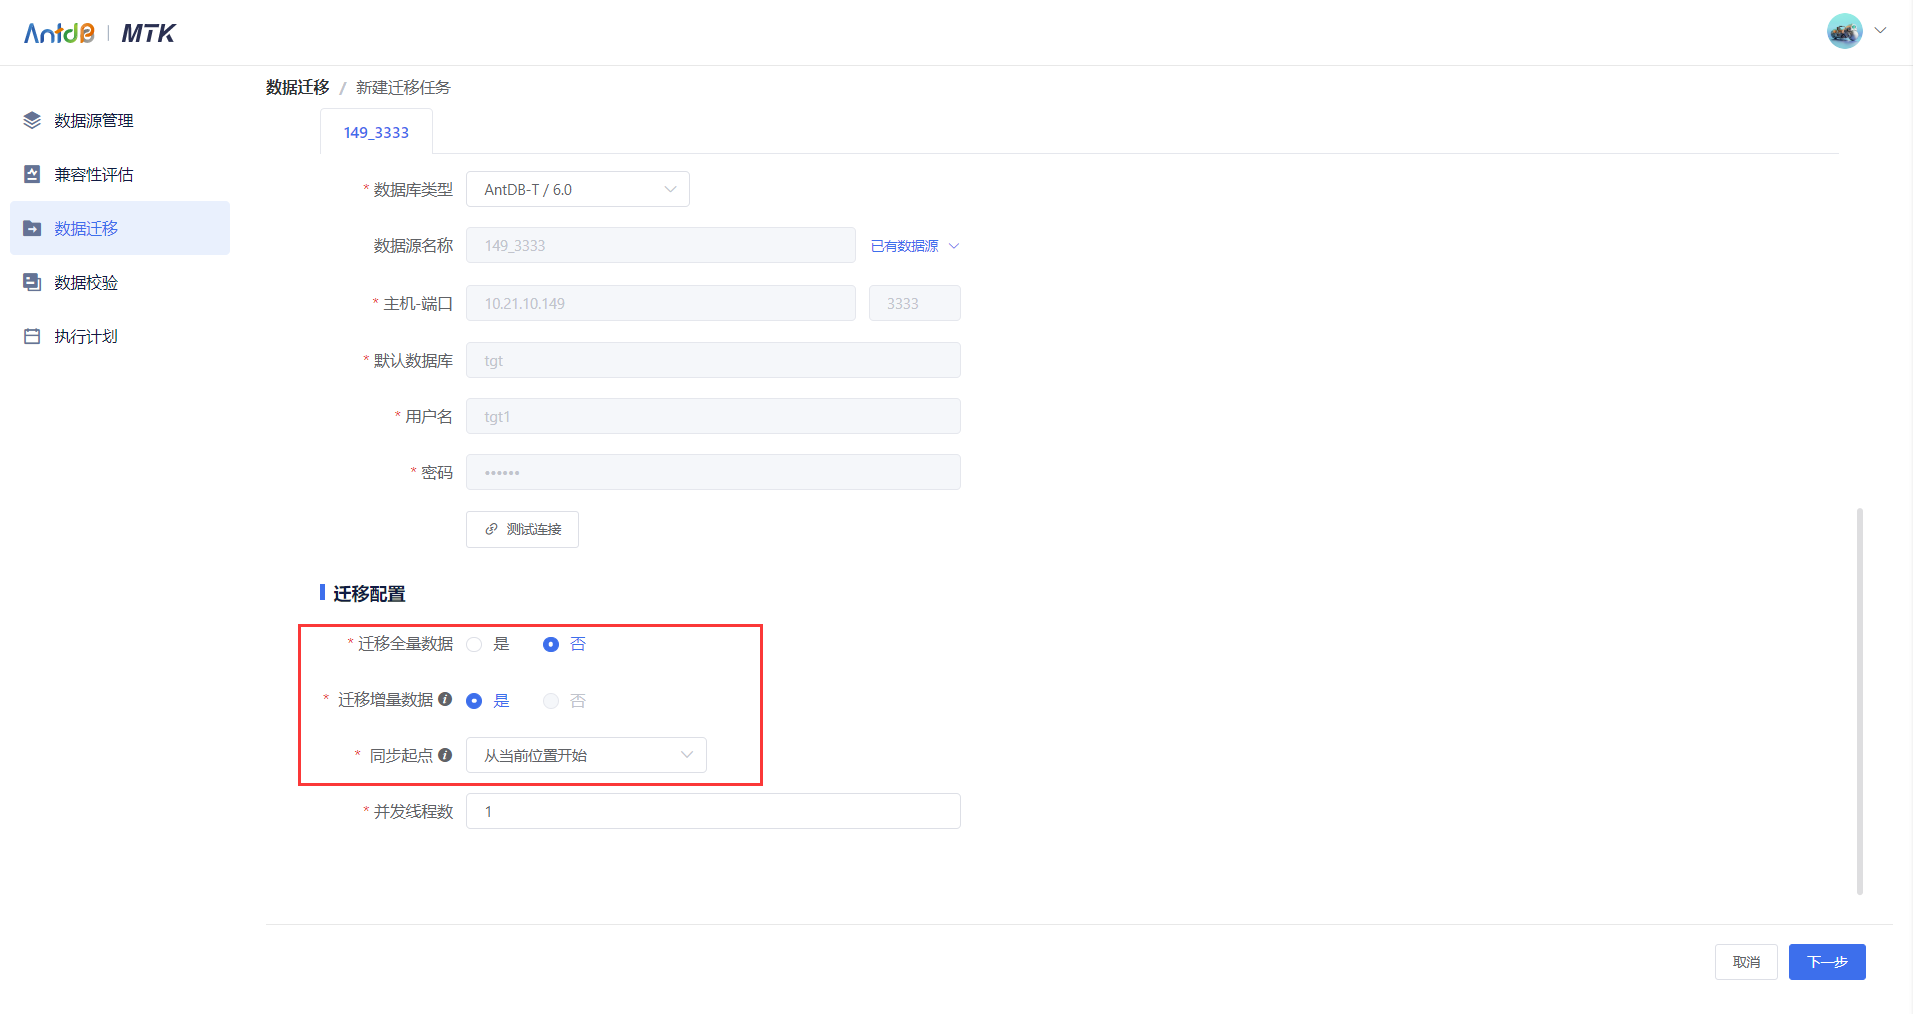 AntDB | MTK
数据迁移 / 新建迁移任务
数据源管理
兼容性评估
数据迁移
数据校验
执行计划
149_3333
* 数据库类型 AntDB-T / 6.0
数据源名称 149_3333 已有数据源
* 主机-端口 10.21.10.149 3333
* 默认数据库 tgt
* 用户名 tgt1
* 密码 ••••••
测试连接
迁移配置
* 迁移全量数据 是 否
* 迁移增量数据 是 否
* 同步起点 从当前位置开始
* 并发线程数 1
取消 下一步